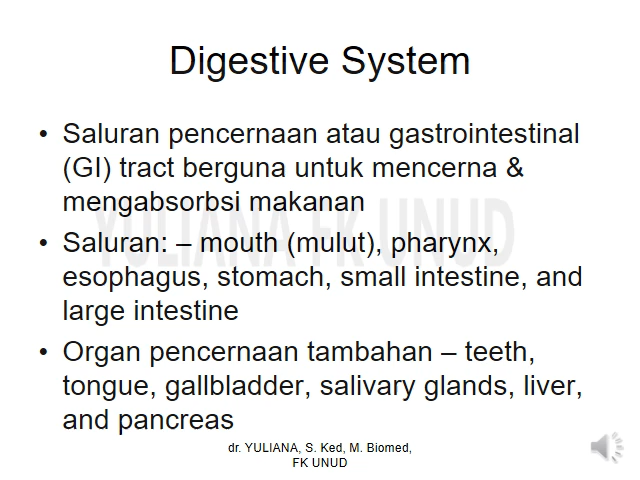 Digestive System
• Saluran pencernaan atau gastrointestinal
(GI) tract berguna untuk mencerna &
mengabsorbsi makanan
YULIANA FK UNUD
• Saluran: – mouth (mulut), pharynx,
esophagus, stomach, small intestine, and
large intestine
• Organ pencernaan tambahan – teeth,
tongue, gallbladder, salivary glands, liver,
and pancreas
dr. YULIANA, S. Ked, M. Biomed,
FK UNUD